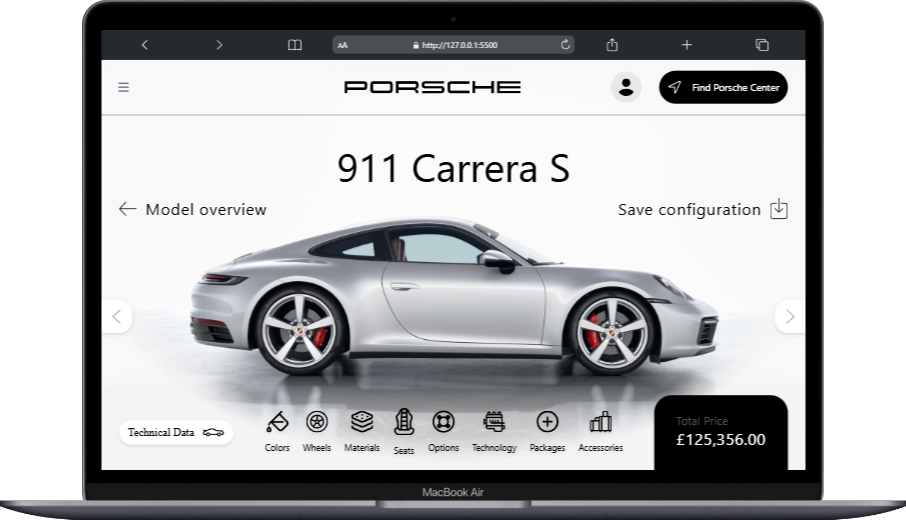 AA
http://127.0.0.1:5500
PORSCHE
Find Porsche Center
911 Carrera S
Model overview
Save configuration
Technical Data
Colors
Wheels
Materials
Seats
Options
Technology
Packages
Accessories
Total Price
£125,356.00
MacBook Air